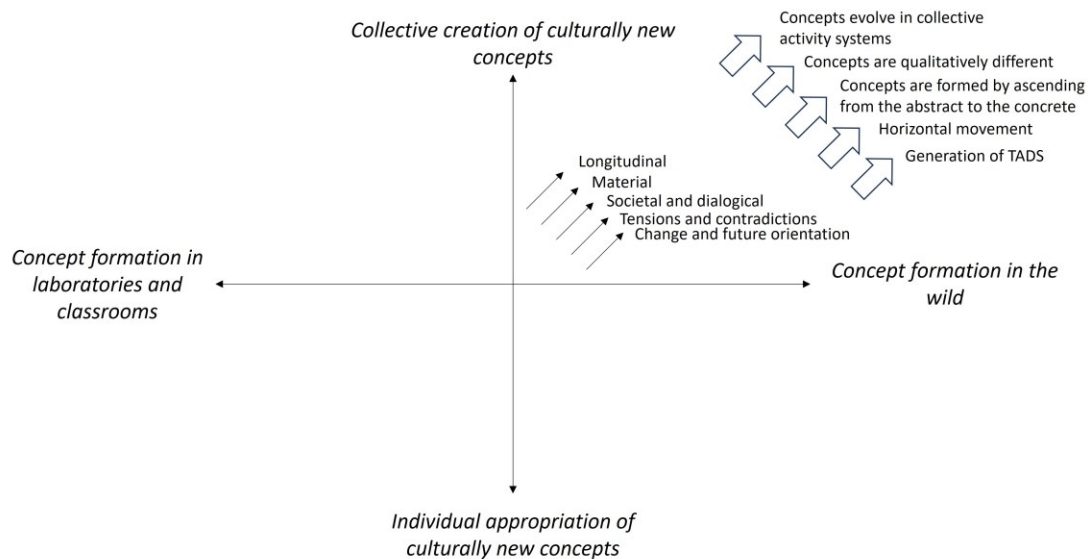 Collective creation of culturally new
concepts
Concepts evolve in collective
activity systems
Concepts are qualitatively different
Concepts are formed by ascending
from the abstract to the concrete
Horizontal movement
Generation of TADS
Longitudinal
Material
Societal and dialogical
Tensions and contradictions
Change and future orientation
Concept formation in
laboratories and
classrooms
Concept formation in the
wild
Individual appropriation of
culturally new concepts